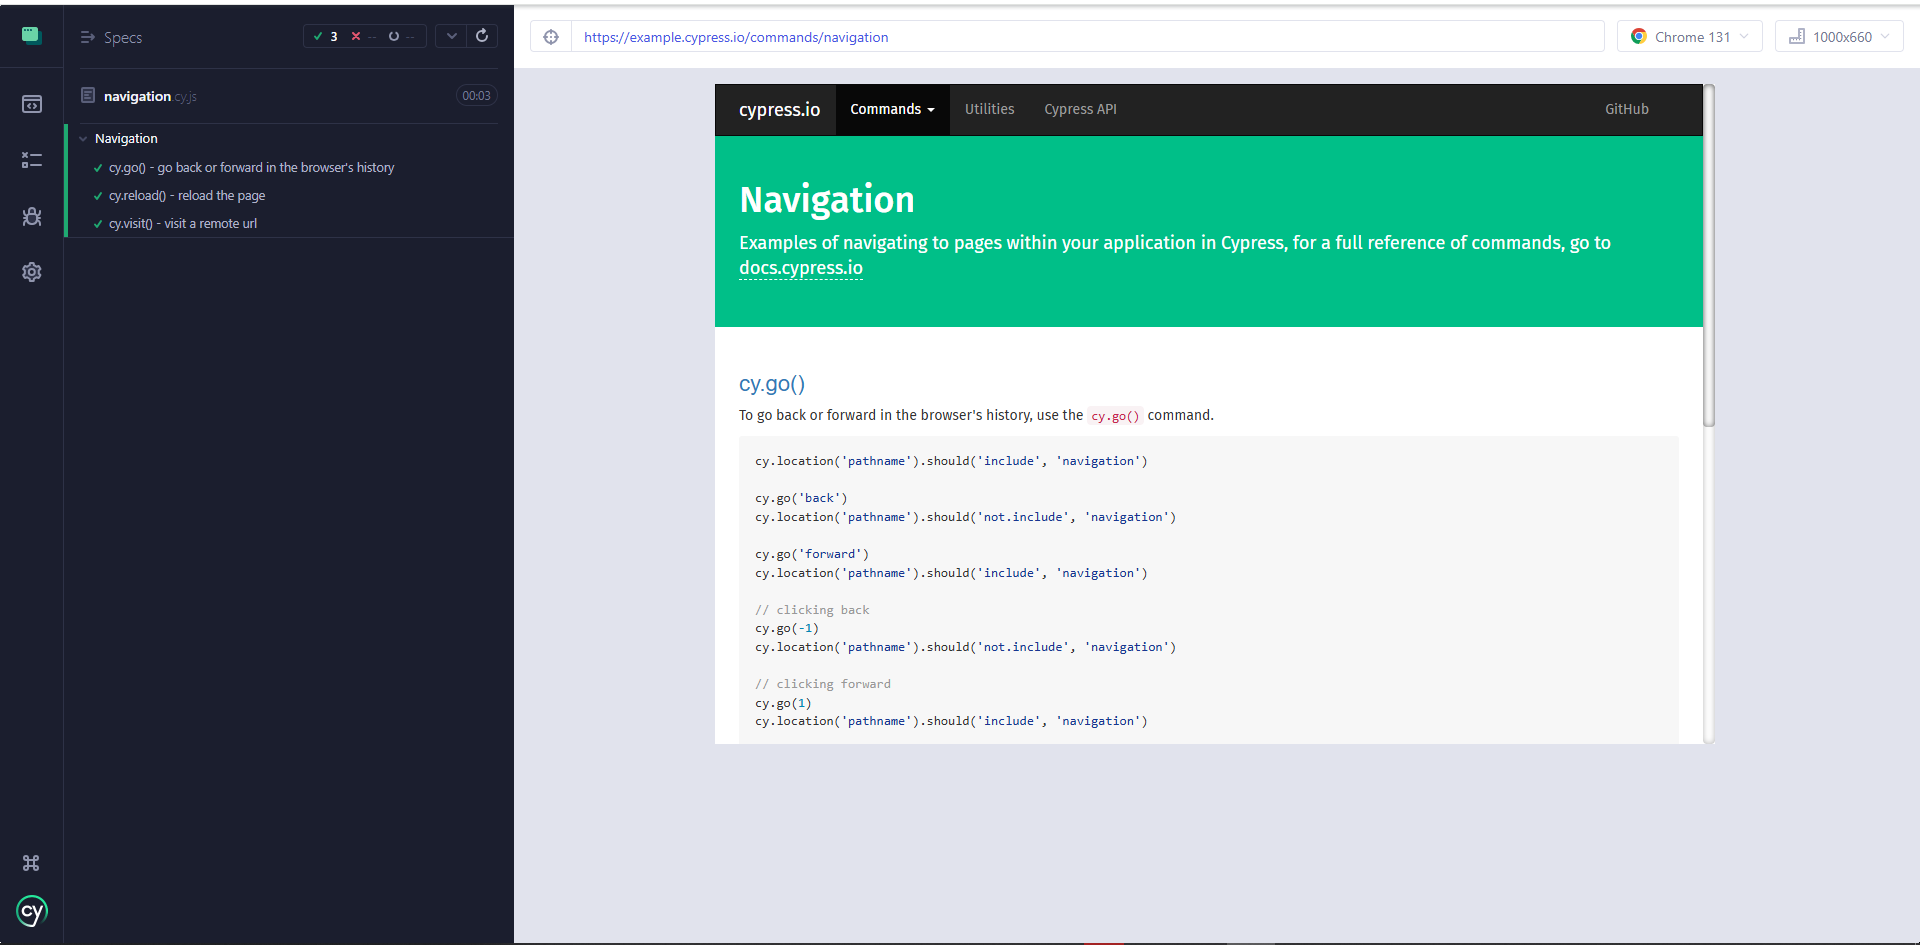 Specs
3 -- --
navigation.cy.js
00:03
Navigation
cy.go() - go back or forward in the browser's history
cy.reload() - reload the page
cy.visit() - visit a remote url
cy
https://example.cypress.io/commands/navigation
Chrome 131
1000x660
cypress.io Commands Utilities Cypress API GitHub
Navigation
Examples of navigating to pages within your application in Cypress, for a full reference of commands, go to
docs.cypress.io
cy.go()
To go back or forward in the browser's history, use the cy.go() command.
cy.location('pathname').should('include', 'navigation')
cy.go('back')
cy.location('pathname').should('not.include', 'navigation')
cy.go('forward')
cy.location('pathname').should('include', 'navigation')
// clicking back
cy.go(-1)
cy.location('pathname').should('not.include', 'navigation')
// clicking forward
cy.go(1)
cy.location('pathname').should('include', 'navigation')